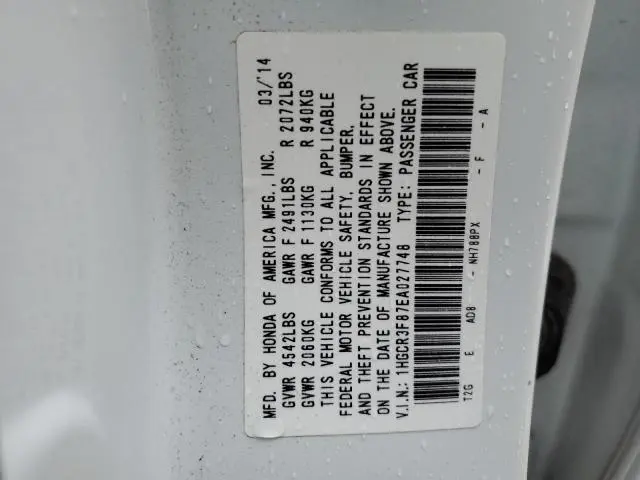 MFD. BY HONDA OF AMERICA MFG., INC. 03/'14
GVWR 4542LBS GAWR F 2491LBS R 2072LBS
GVWR 2060KG GAWR F 1130KG R 940KG
THIS VEHICLE CONFORMS TO ALL APPLICABLE
FEDERAL MOTOR VEHICLE SAFETY, BUMPER,
AND THEFT PREVENTION STANDARDS IN EFFECT
ON THE DATE OF MANUFACTURE SHOWN ABOVE.
V.I.N.: 1HGCR3F87EA027748 TYPE: PASSENGER CAR
T2G E AD8 - NH788PX - F - A